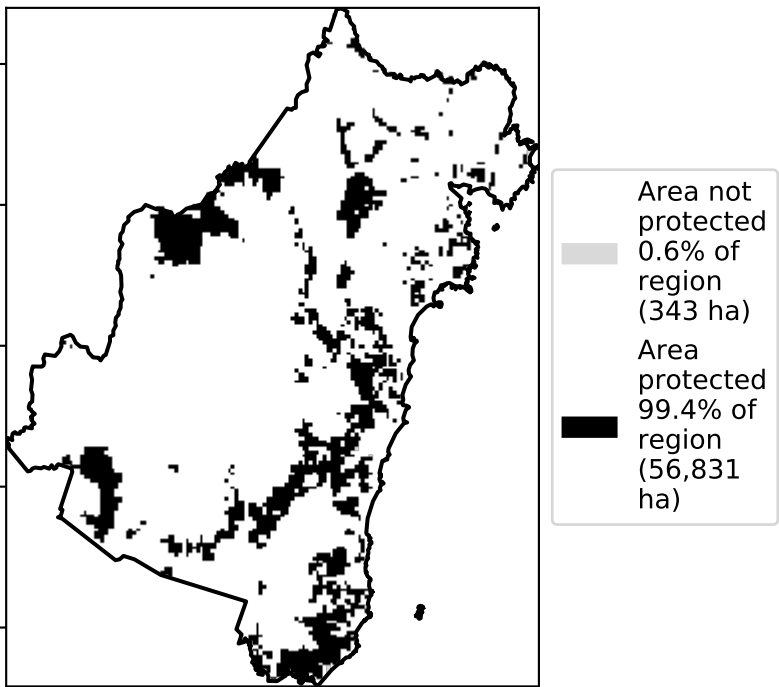 Area not
protected
0.6% of
region
(343 ha)
Area
protected
99.4% of
region
(56,831
ha)